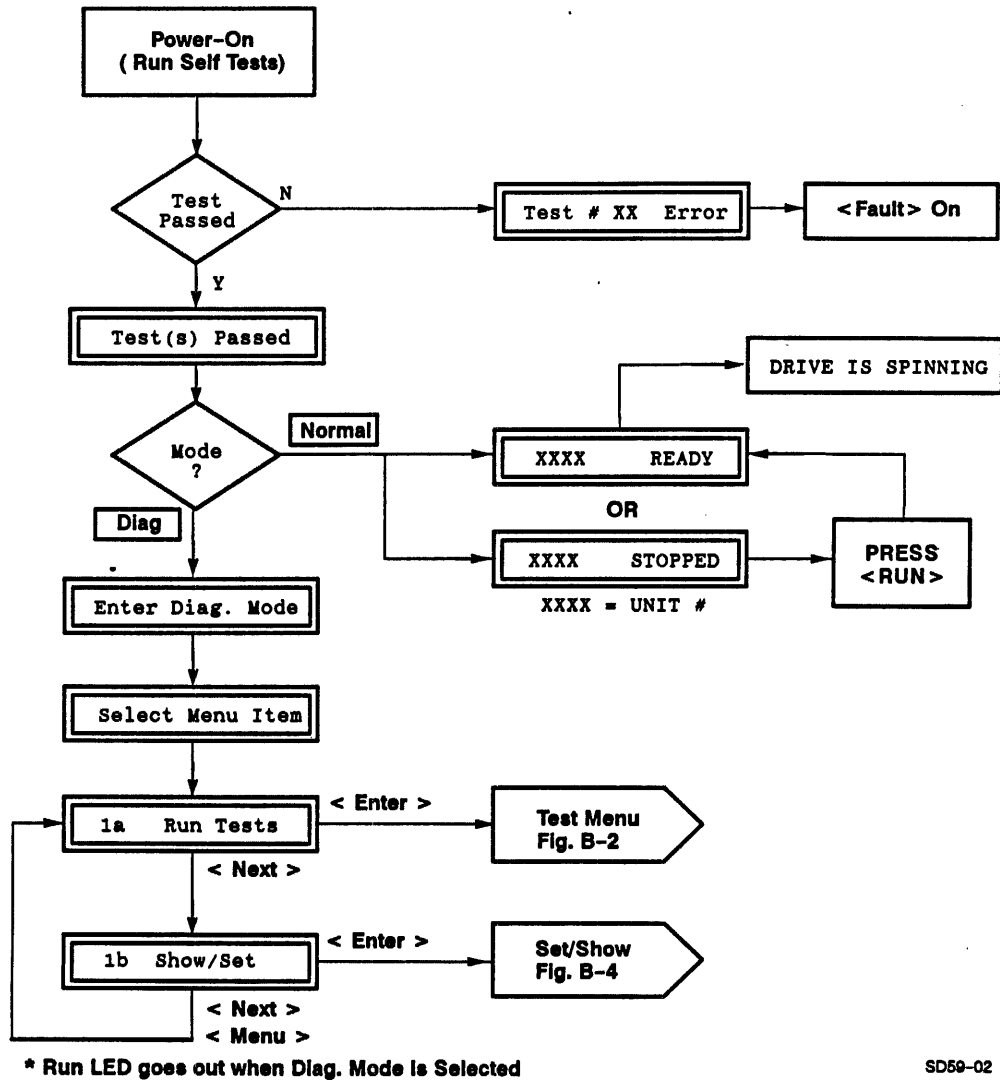 Power-On
( Run Self Tests)
Test
Passed
N
Test # XX Error
<Fault> On
Y
Test(s) Passed
DRIVE IS SPINNING
Mode
?
Normal
XXXX READY
OR
Diag
XXXX STOPPED
PRESS
<RUN>
XXXX = UNIT #
Enter Diag. Mode
Select Menu Item
1a Run Tests
< Enter >
Test Menu
Fig. B-2
< Next >
1b Show/Set
< Enter >
Set/Show
Fig. B-4
< Next >
< Menu >
* Run LED goes out when Diag. Mode is Selected
SD59-02